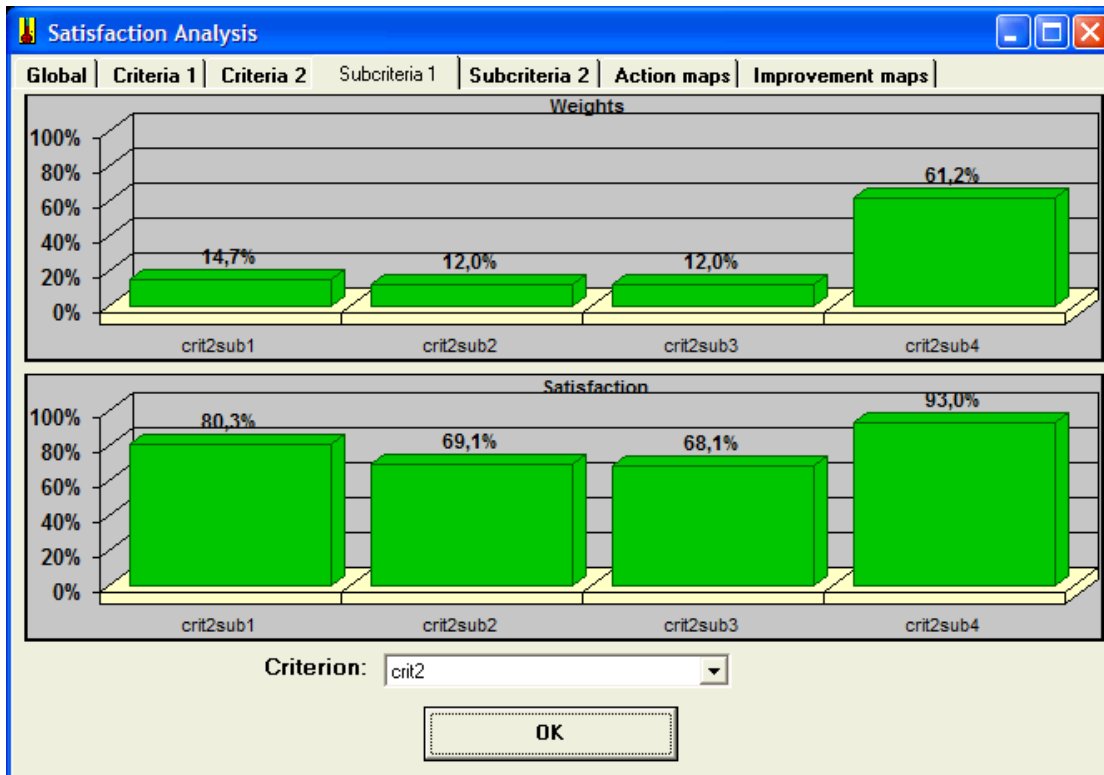 Satisfaction Analysis
Global Criteria 1 Criteria 2 Subcriteria 1 Subcriteria 2 Action maps Improvement maps
Weights
100%
80%
60%
40%
20%
0%
14,7% 12,0% 12,0% 61,2%
crit2sub1 crit2sub2 crit2sub3 crit2sub4
Satisfaction
100%
80%
60%
40%
20%
0%
80,3% 69,1% 68,1% 93,0%
crit2sub1 crit2sub2 crit2sub3 crit2sub4
Criterion: crit2
OK